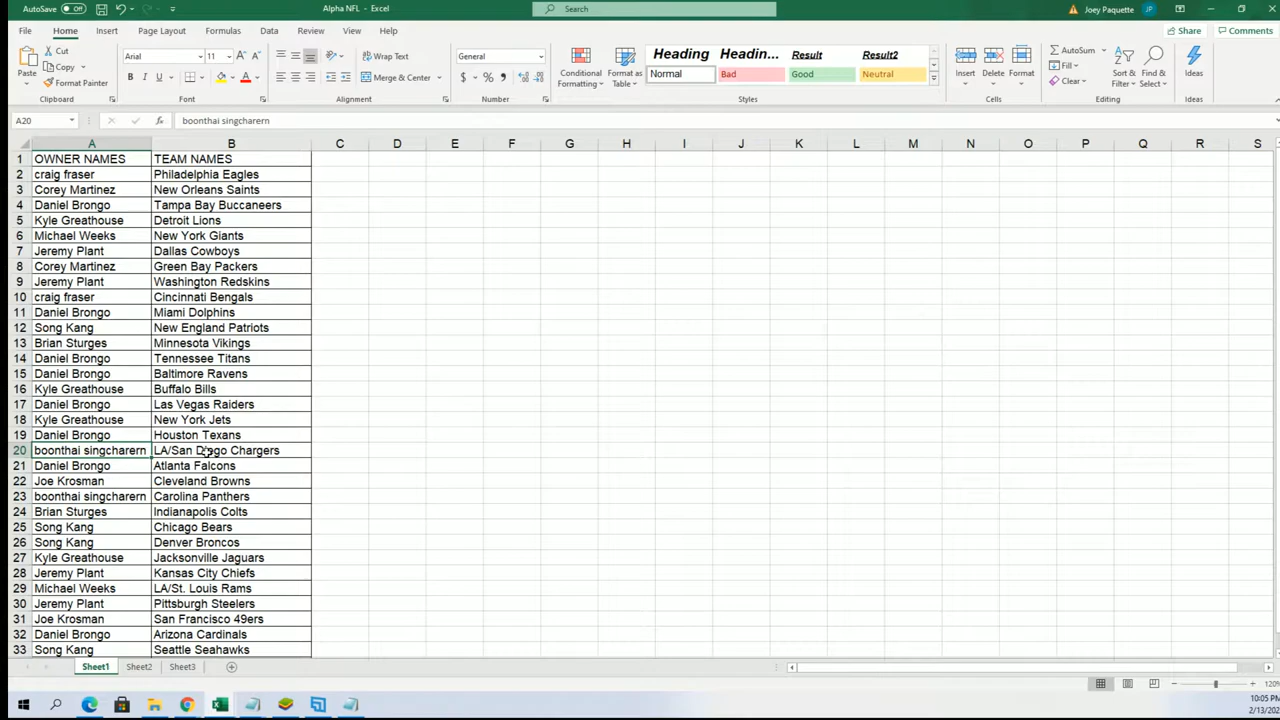 AutoSave Off Alpha NFL - Excel Search Joey Paquette JP
File Home Insert Page Layout Formulas Data Review View Help Share Comments
Cut
Copy
Format Painter
Paste
Clipboard
Arial 11
B I U
Font
Wrap Text
Merge & Center
Alignment
General
$ % 9
Number
Conditional Formatting
Format as Table
Heading Headin... Result Result2
Normal Bad Good Neutral
Styles
Insert Delete Format
Cells
AutoSum
Fill
Clear
Sort & Filter
Find & Select
Editing
Ideas
Ideas
A20 fx boonthai singcharern
A B C D E F G H I J K L M N O P Q R S
1 OWNER NAMES TEAM NAMES
2 craig fraser Philadelphia Eagles
3 Corey Martinez New Orleans Saints
4 Daniel Brongo Tampa Bay Buccaneers
5 Kyle Greathouse Detroit Lions
6 Michael Weeks New York Giants
7 Jeremy Plant Dallas Cowboys
8 Corey Martinez Green Bay Packers
9 Jeremy Plant Washington Redskins
10 craig fraser Cincinnati Bengals
11 Daniel Brongo Miami Dolphins
12 Song Kang New England Patriots
13 Brian Sturges Minnesota Vikings
14 Daniel Brongo Tennessee Titans
15 Daniel Brongo Baltimore Ravens
16 Kyle Greathouse Buffalo Bills
17 Daniel Brongo Las Vegas Raiders
18 Kyle Greathouse New York Jets
19 Daniel Brongo Houston Texans
20 boonthai singcharern LA/San Diego Chargers
21 Daniel Brongo Atlanta Falcons
22 Joe Krosman Cleveland Browns
23 boonthai singcharern Carolina Panthers
24 Brian Sturges Indianapolis Colts
25 Song Kang Chicago Bears
26 Song Kang Denver Broncos
27 Kyle Greathouse Jacksonville Jaguars
28 Jeremy Plant Kansas City Chiefs
29 Michael Weeks LA/St. Louis Rams
30 Jeremy Plant Pittsburgh Steelers
31 Joe Krosman San Francisco 49ers
32 Daniel Brongo Arizona Cardinals
33 Song Kang Seattle Seahawks
Sheet1 Sheet2 Sheet3
120%
10:05 PM
2/13/202